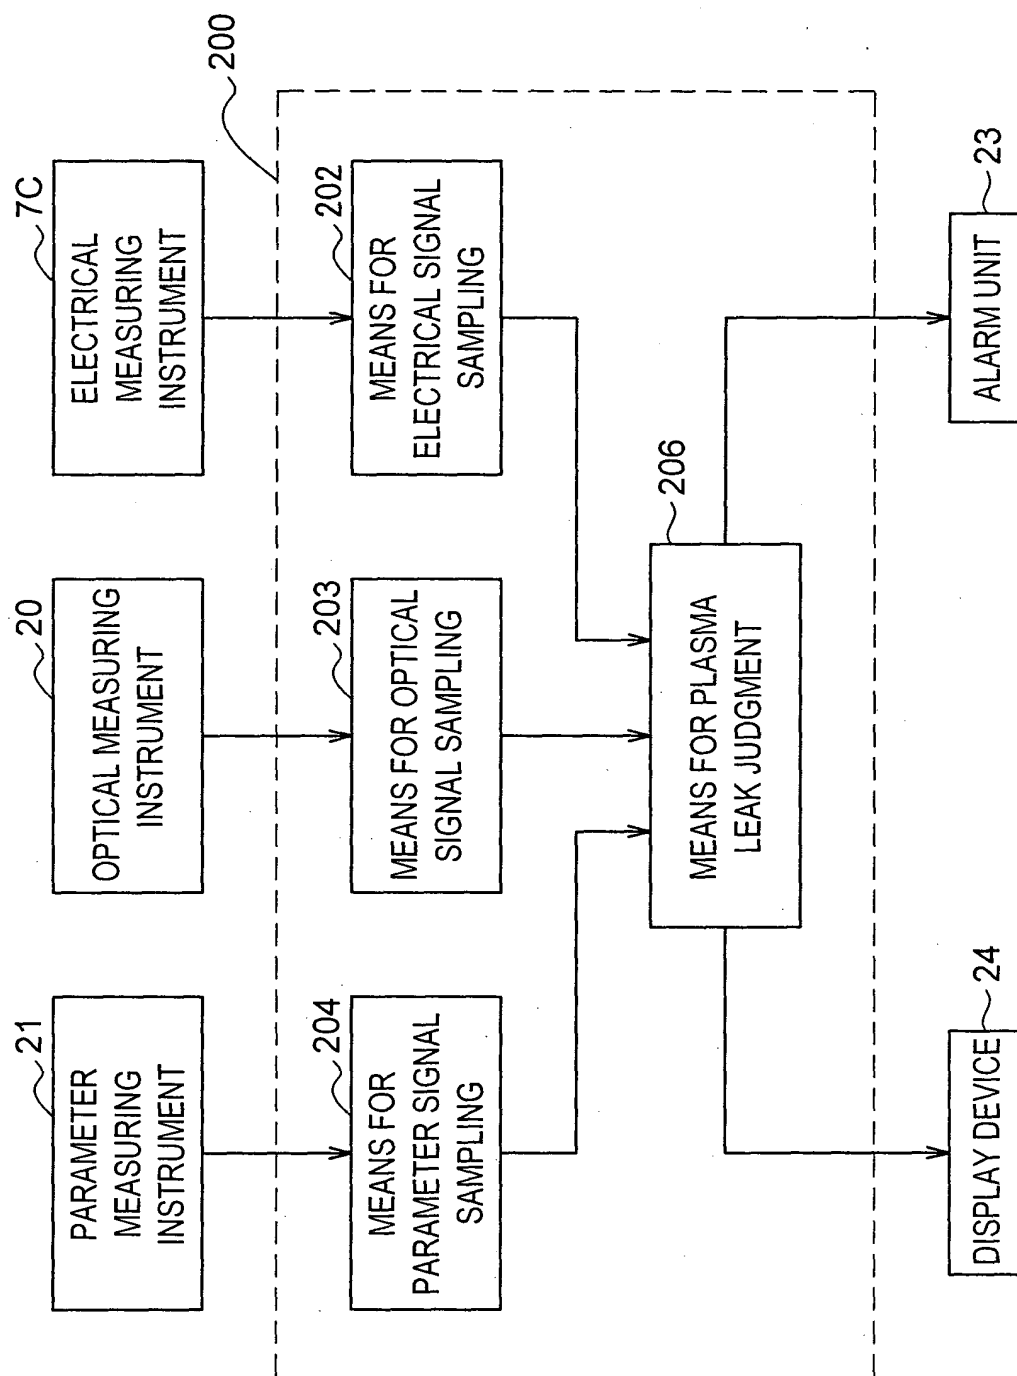 21
PARAMETER
MEASURING
INSTRUMENT
20
OPTICAL MEASURING
INSTRUMENT
7C
ELECTRICAL
MEASURING
INSTRUMENT
200
204
MEANS FOR
PARAMETER SIGNAL
SAMPLING
203
MEANS FOR OPTICAL
SIGNAL SAMPLING
202
MEANS FOR
ELECTRICAL SIGNAL
SAMPLING
206
MEANS FOR PLASMA
LEAK JUDGMENT
24
DISPLAY DEVICE
23
ALARM UNIT